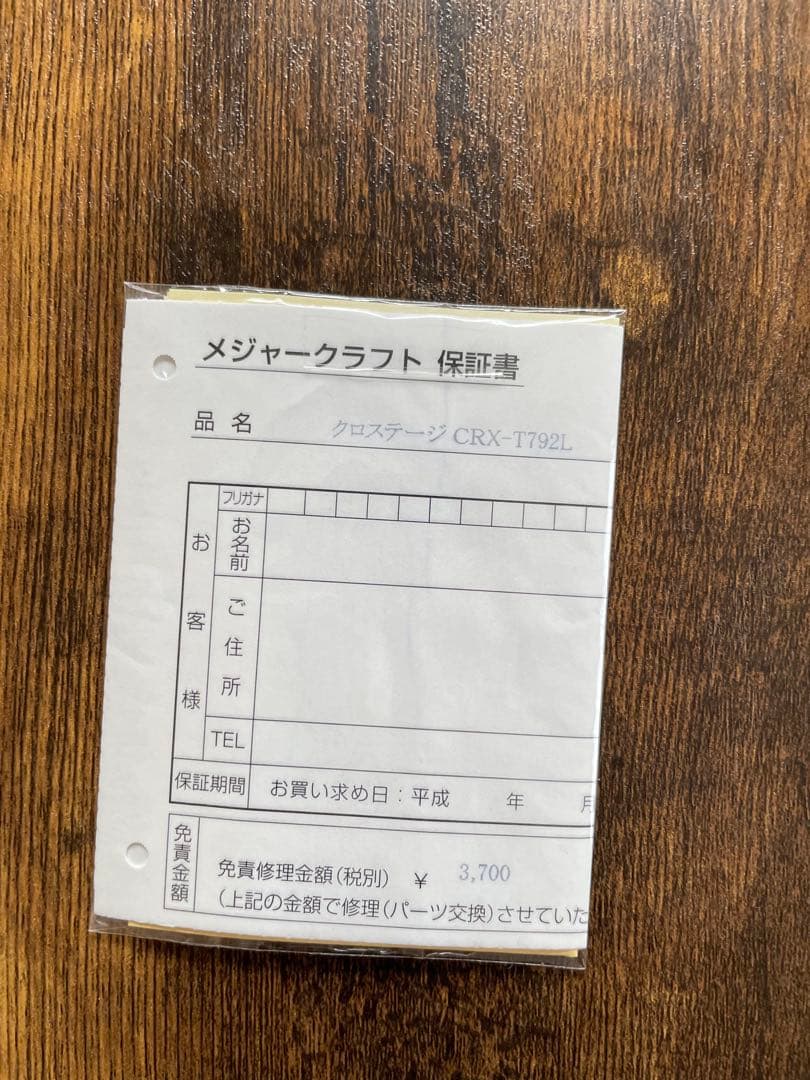 メジャークラフト 保証書
品名 クロステージ CRX-T792L
お客様
フリガナ
お名前
ご住所
TEL
保証期間 お買い求め日：平成 年 月
免責金額
免責修理金額(税別) ¥ 3,700
(上記の金額で修理(パーツ交換)させていた